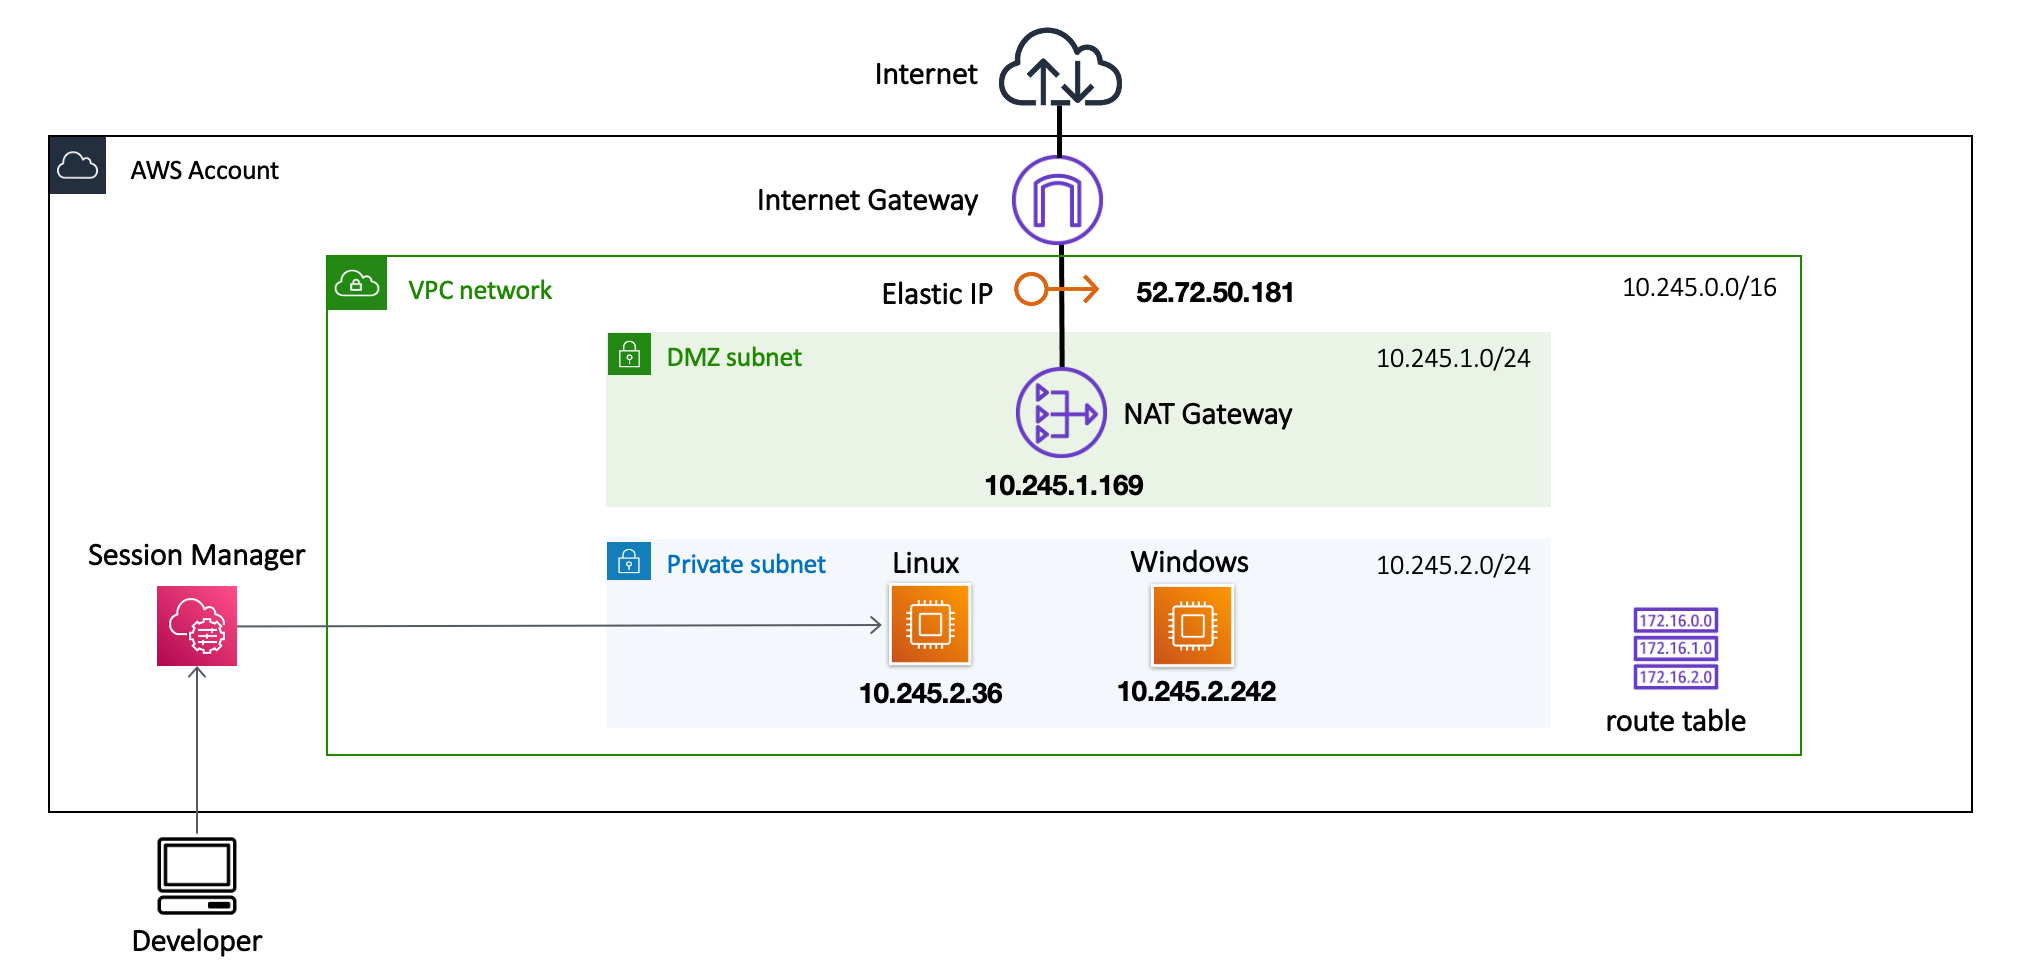 Internet
AWS Account
Internet Gateway
VPC network
Elastic IP
52.72.50.181
10.245.0.0/16
DMZ subnet
10.245.1.0/24
NAT Gateway
10.245.1.169
Session Manager
Private subnet
Linux
Windows
10.245.2.0/24
172.16.0.0
172.16.1.0
172.16.2.0
10.245.2.36
10.245.2.242
route table
Developer